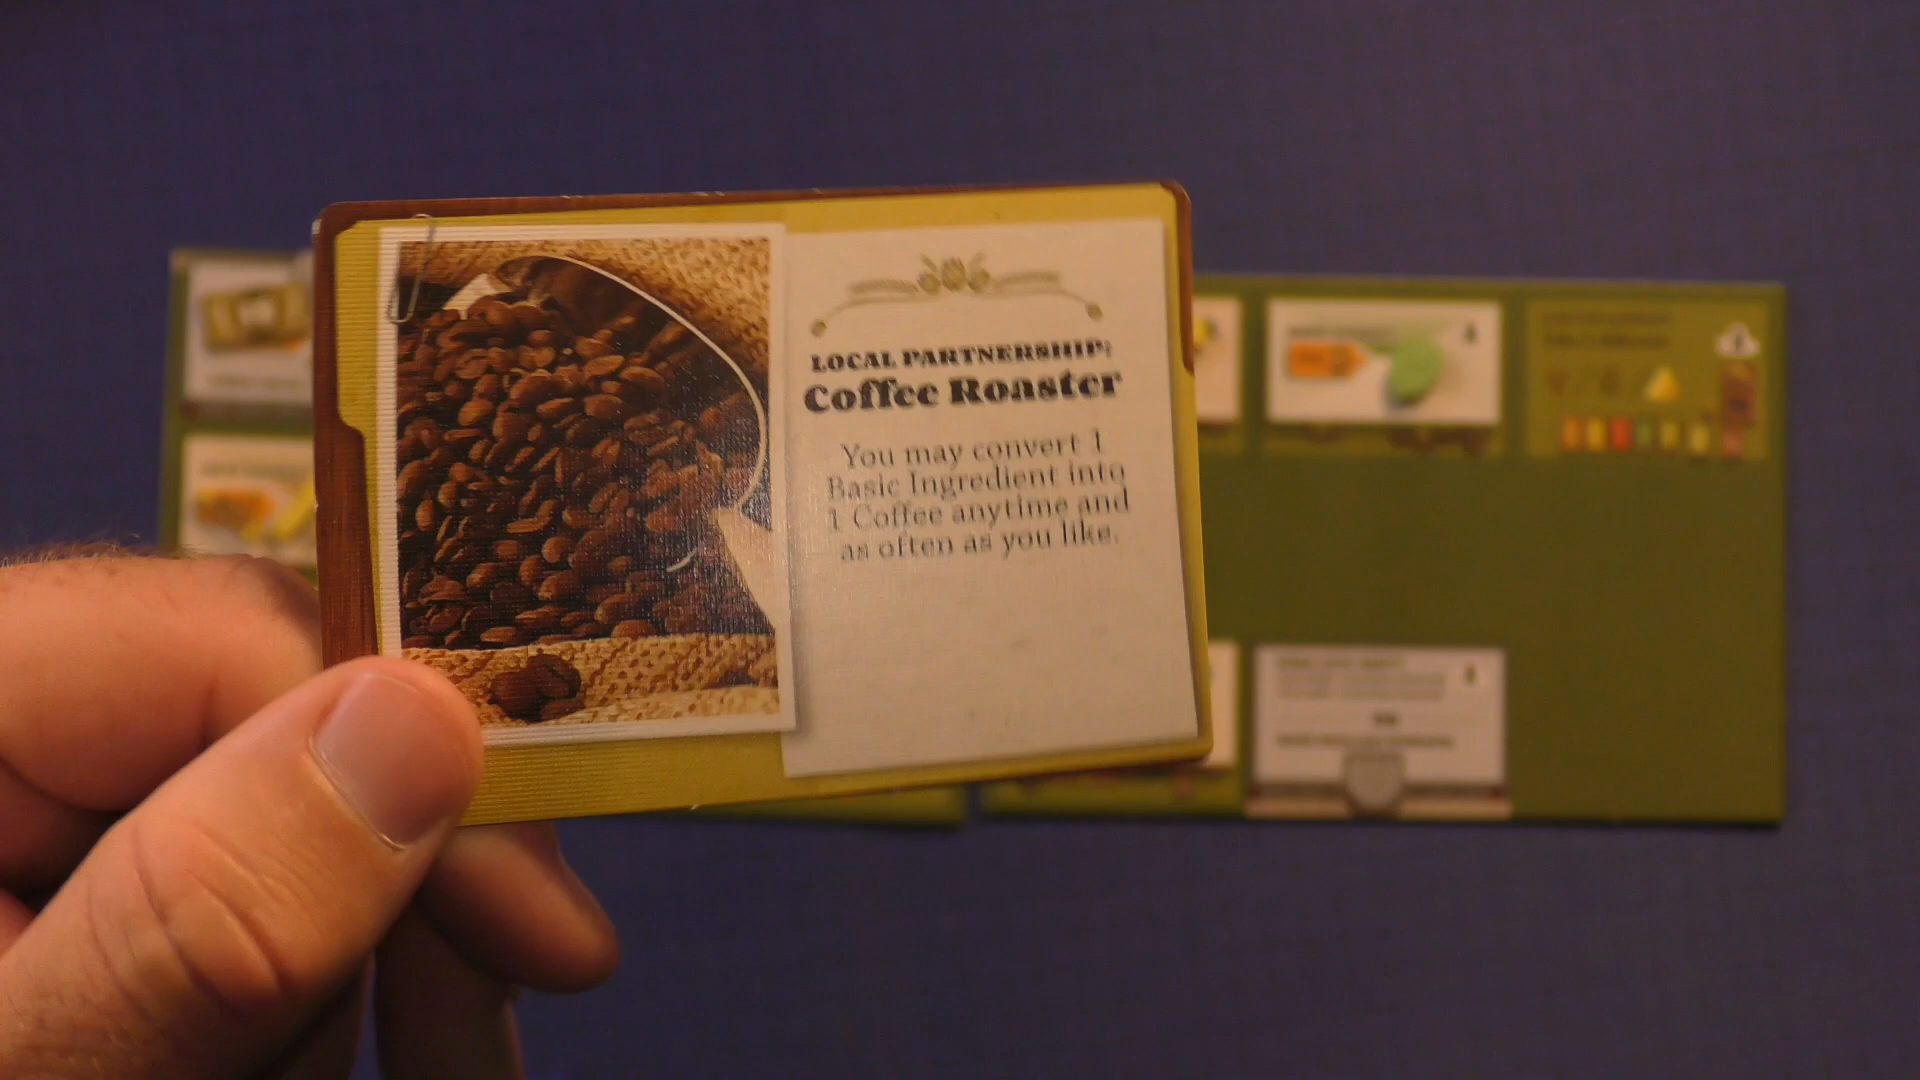 LOCAL PARTNERSHIP:
Coffee Roaster
You may convert 1
Basic Ingredient into
1 Coffee anytime and
as often as you like.